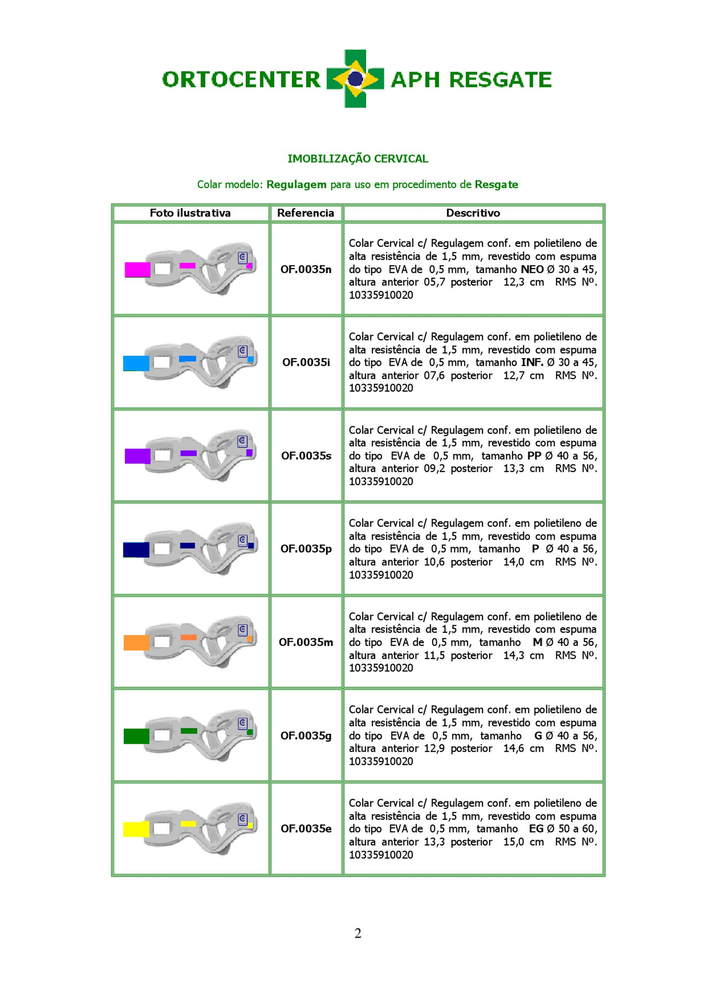 ORTOCENTER APH RESGATE
IMOBILIZAÇÃO CERVICAL
Colar modelo: Regulagem para uso em procedimento de Resgate
Foto ilustrativa Referencia Descritivo
OF.0035n
Colar Cervical c/ Regulagem conf. em polietileno de
alta resistência de 1,5 mm, revestido com espuma
do tipo EVA de 0,5 mm, tamanho NEO Ø 30 a 45,
altura anterior 05,7 posterior 12,3 cm RMS Nº.
10335910020
OF.0035i
Colar Cervical c/ Regulagem conf. em polietileno de
alta resistência de 1,5 mm, revestido com espuma
do tipo EVA de 0,5 mm, tamanho INF. Ø 30 a 45,
altura anterior 07,6 posterior 12,7 cm RMS Nº.
10335910020
OF.0035s
Colar Cervical c/ Regulagem conf. em polietileno de
alta resistência de 1,5 mm, revestido com espuma
do tipo EVA de 0,5 mm, tamanho PP Ø 40 a 56,
altura anterior 09,2 posterior 13,3 cm RMS Nº.
10335910020
OF.0035p
Colar Cervical c/ Regulagem conf. em polietileno de
alta resistência de 1,5 mm, revestido com espuma
do tipo EVA de 0,5 mm, tamanho P Ø 40 a 56,
altura anterior 10,6 posterior 14,0 cm RMS Nº.
10335910020
OF.0035m
Colar Cervical c/ Regulagem conf. em polietileno de
alta resistência de 1,5 mm, revestido com espuma
do tipo EVA de 0,5 mm, tamanho M Ø 40 a 56,
altura anterior 11,5 posterior 14,3 cm RMS Nº.
10335910020
OF.0035g
Colar Cervical c/ Regulagem conf. em polietileno de
alta resistência de 1,5 mm, revestido com espuma
do tipo EVA de 0,5 mm, tamanho G Ø 40 a 56,
altura anterior 12,9 posterior 14,6 cm RMS Nº.
10335910020
OF.0035e
Colar Cervical c/ Regulagem conf. em polietileno de
alta resistência de 1,5 mm, revestido com espuma
do tipo EVA de 0,5 mm, tamanho EG Ø 50 a 60,
altura anterior 13,3 posterior 15,0 cm RMS Nº.
10335910020
2